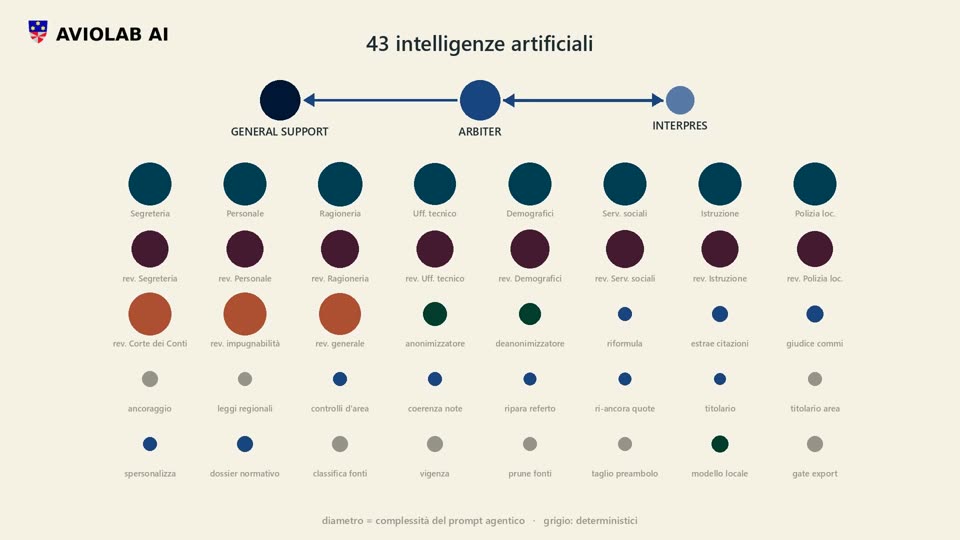 AVIOLAB AI
43 intelligenze artificiali
GENERAL SUPPORT
ARBITER
INTERPRES
Segreteria
Personale
Ragioneria
Uff. tecnico
Demografici
Serv. sociali
Istruzione
Polizia loc.
rev. Segreteria
rev. Personale
rev. Ragioneria
rev. Uff. tecnico
rev. Demografici
rev. Serv. sociali
rev. Istruzione
rev. Polizia loc.
rev. Corte dei Conti
rev. impugnabilità
rev. generale
anonimizzatore
deanonimizzatore
riformula
estrae citazioni
giudice commi
ancoraggio
leggi regionali
controlli d'area
coerenza note
ripara referto
ri-ancora quote
titolario
titolario area
spersonalizza
dossier normativo
classifica fonti
vigenza
prune fonti
taglio preambolo
modello locale
gate export
diametro = complessità del prompt agentico · grigio: deterministici